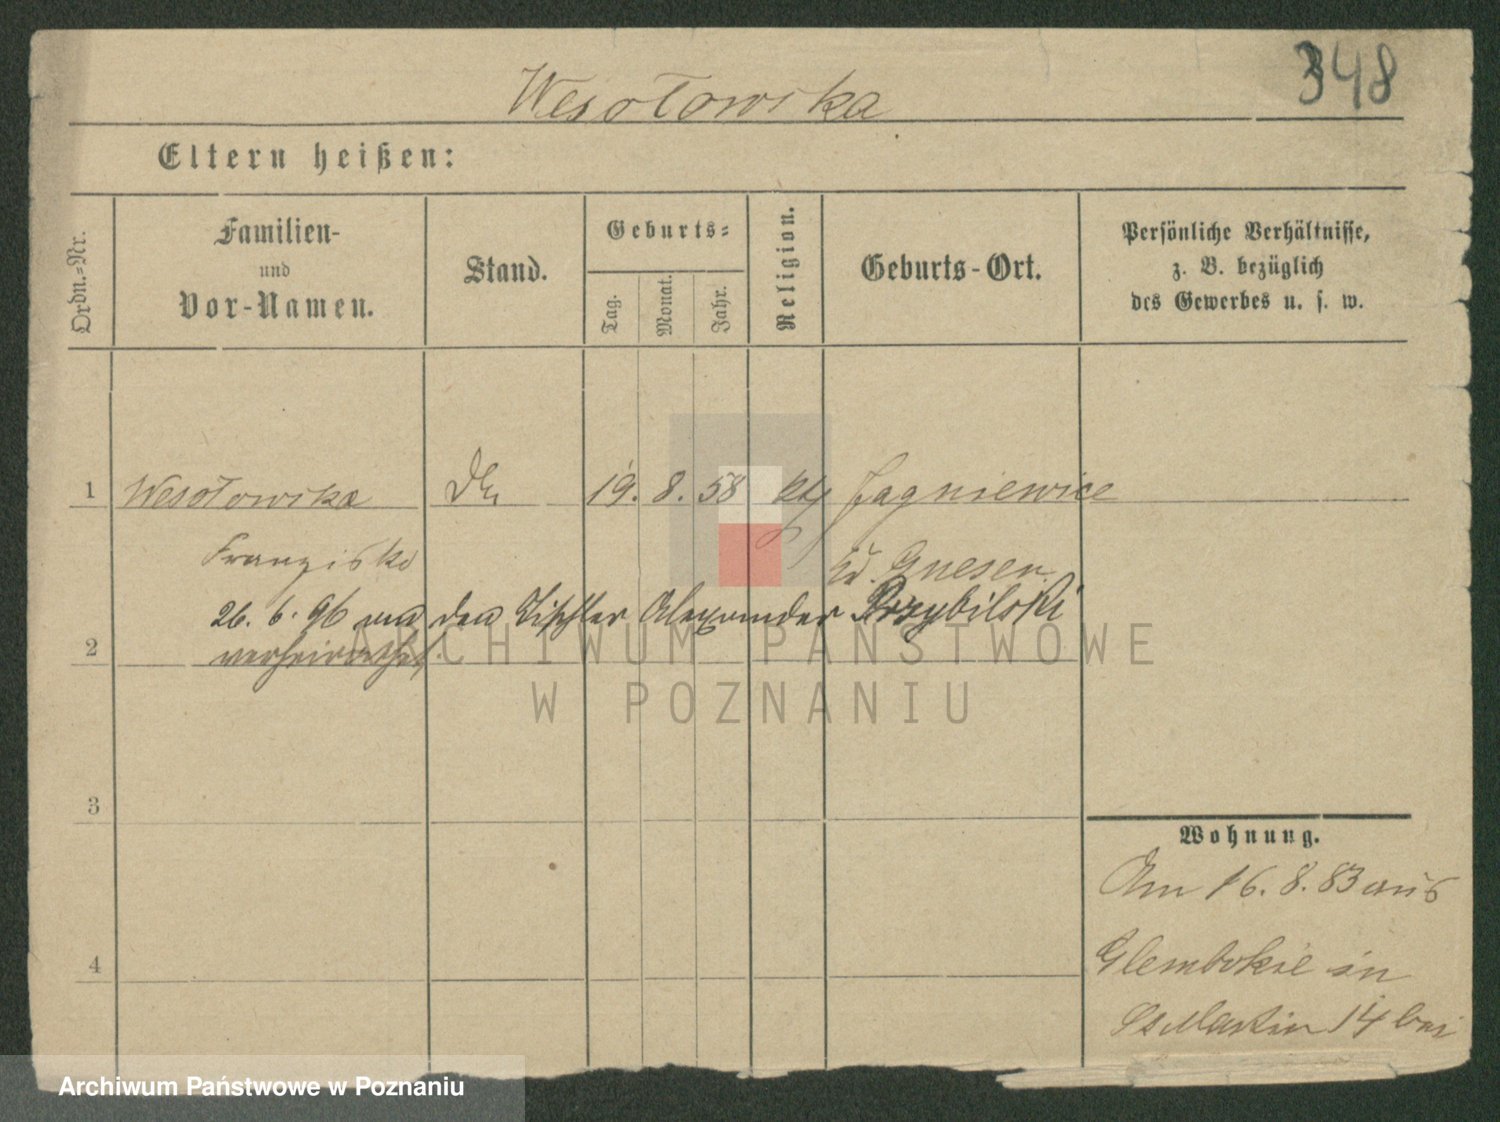 348
Wesołowska
Eltern heißen:
Ordn.=Nr.
Familien-
und
Vor-Namen.
Stand.
Geburts=
Tag.
Monat.
Jahr.
Religion.
Geburts-Ort.
Persönliche Verhältnisse,
z. B. bezüglich
des Gewerbes u. s. w.
1 Wesołowska 19. 8. 58 Jagniewice
Franziska Gnesen
26. 6. 96 den Tischler Alexander Przybilski
2 verheirathet.
ARCHIWUM PAŃSTWOWE
W POZNANIU
3
Wohnung.
Am 16. 8. 83 aus
4
Glembokie in
St Martin 14 bei
Archiwum Państwowe w Poznaniu